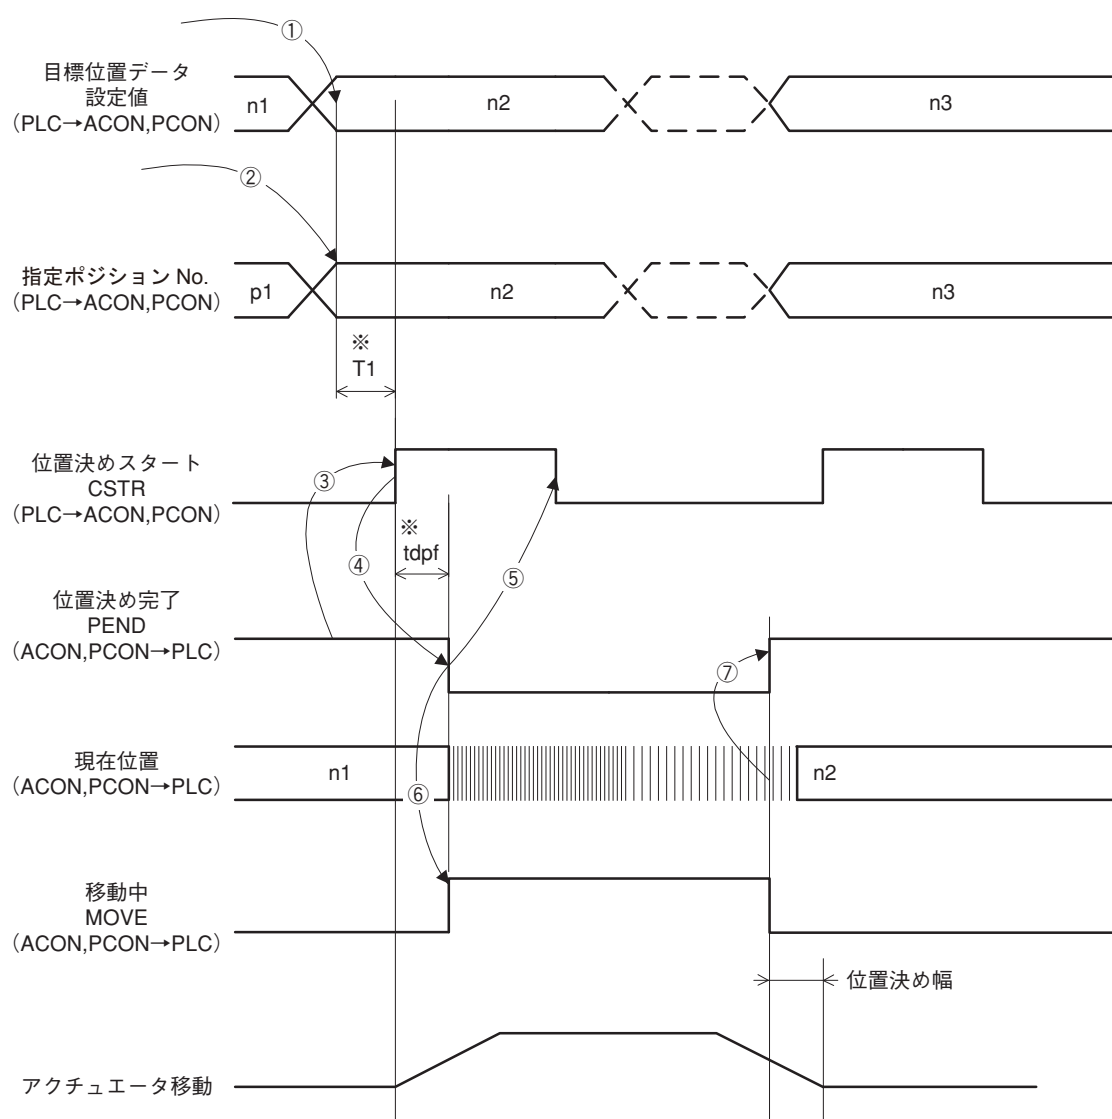 ①
目標位置データ
設定値
（PLC→ACON,PCON）
n1
n2
n3
②
指定ポジション No.
（PLC→ACON,PCON）
p1
n2
n3
※
T1
位置決めスタート
CSTR
（PLC→ACON,PCON）
③
※
tdpf
④
⑤
位置決め完了
PEND
（ACON,PCON→PLC）
⑦
現在位置
（ACON,PCON→PLC）
n1
n2
⑥
移動中
MOVE
（ACON,PCON→PLC）
位置決め幅
アクチュエータ移動